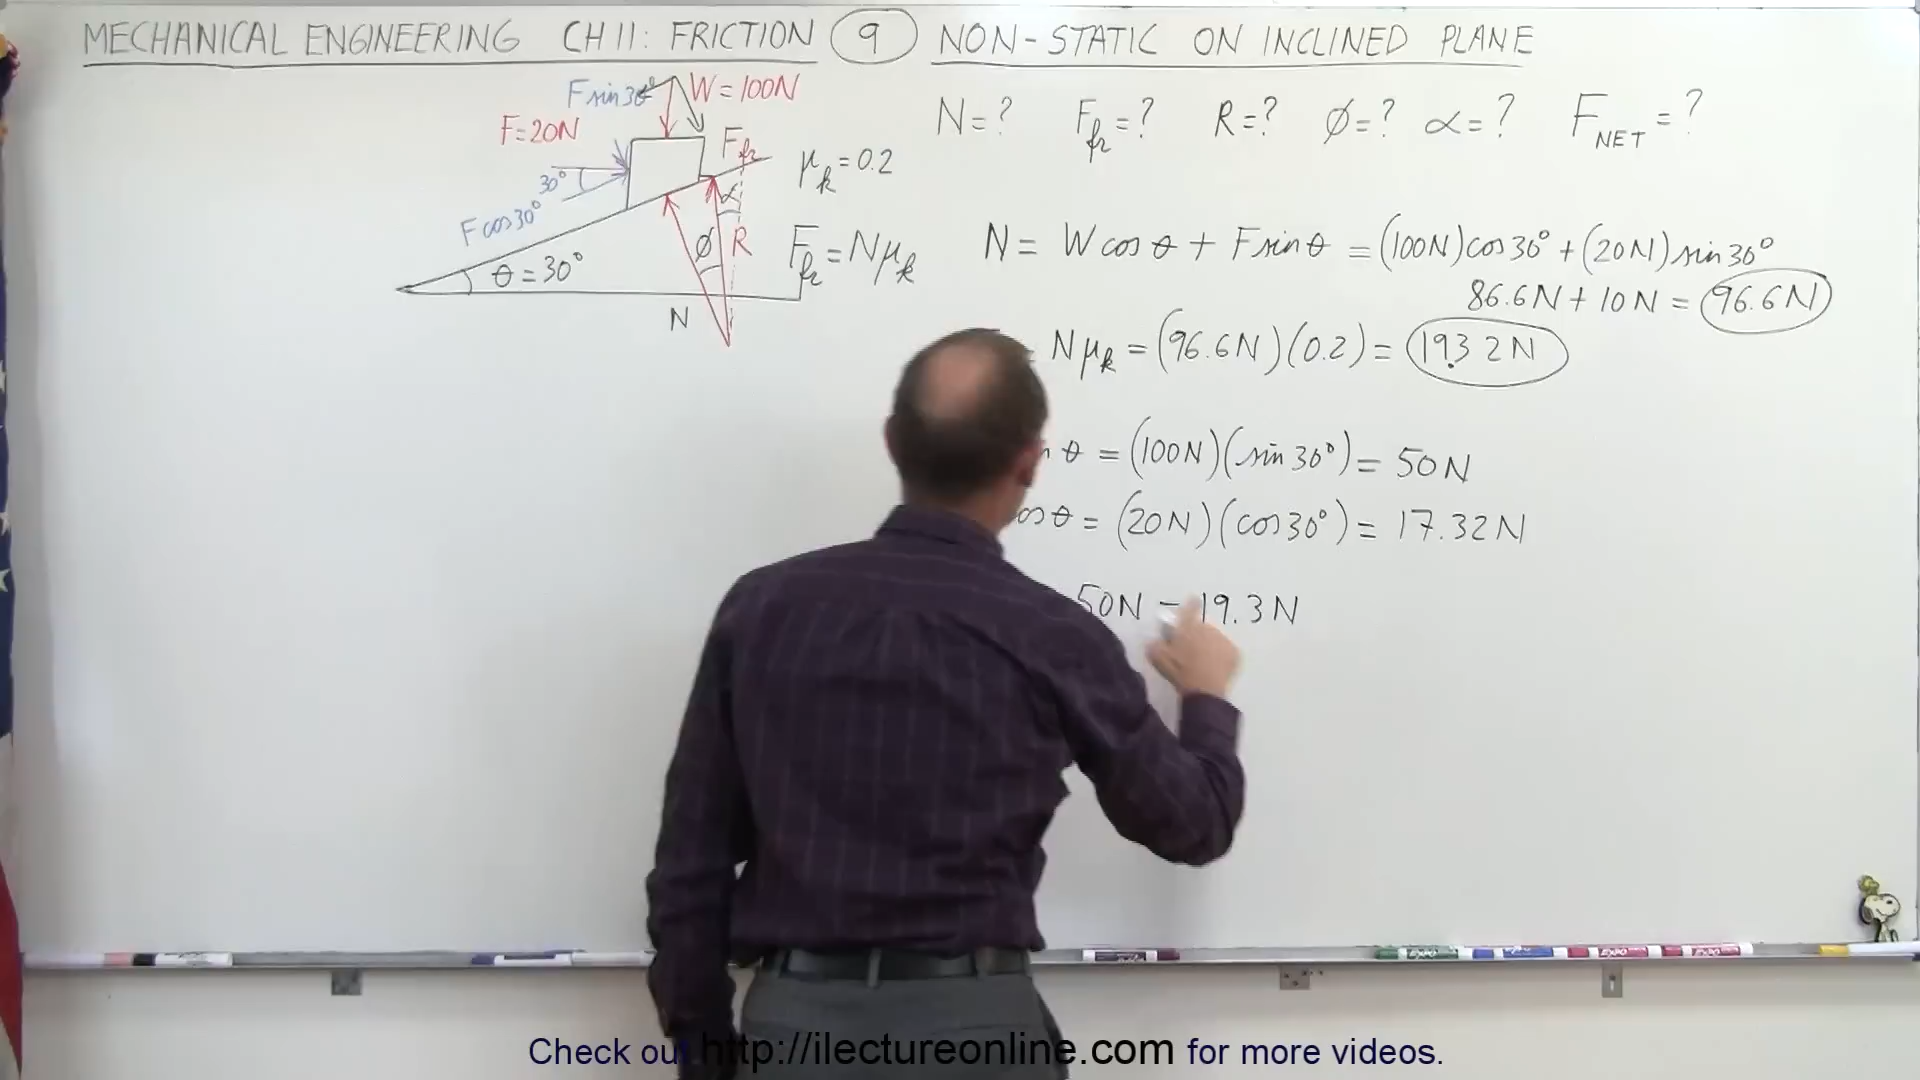 MECHANICAL ENGINEERING CH 11: FRICTION 9 NON-STATIC ON INCLINED PLANE
F sin 30° W = 100N
F = 20N
30°
F cos 30°
θ = 30°
F_fr
μ_k = 0.2
α
ϕ
R
N
F_fr = Nμ_k
N = ? F_fr = ? R = ? ϕ = ? α = ? F_NET = ?
N = W cos θ + F sin θ = (100N) cos 30° + (20N) sin 30°
86.6N + 10N = 96.6N
Nμ_k = (96.6N)(0.2) = 19.32N
θ = (100N)(sin 30°) = 50N
θ = (20N)(cos 30°) = 17.32N
50N - 19.3N
EXPO
Check out http://ilectureonline.com for more videos.